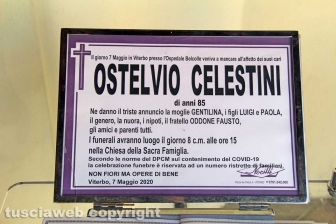 Il giorno 7 Maggio in Viterbo presso l'Ospedale Belcolle veniva a mancare all'affetto dei suoi cari
OSTELVIO CELESTINI
di anni 85
Ne danno il triste annuncio la moglie GENTILINA, i figli LUIGI e PAOLA,
il genero, la nuora, i nipoti, il fratello ODDONE FAUSTO,
gli amici e parenti tutti.
I funerali avranno luogo il giorno 8 c.m. alle ore 15
nella Chiesa della Sacra Famiglia.
Secondo le norme del DPCM sul contenimento del COVID-19
la celebrazione funebre è riservata ad un numero ristretto di familiari.
NON FIORI MA OPERE DI BENE
Viterbo, 7 Maggio 2020
tusciaweb copyright